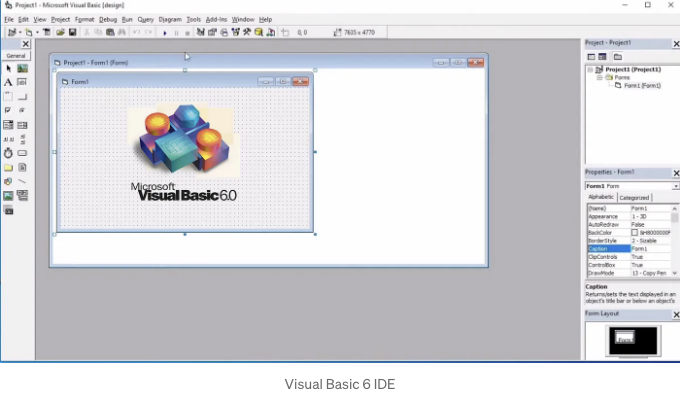 Project1 - Microsoft Visual Basic [design]
File Edit View Project Format Debug Run Query Diagram Tools Add-Ins Window Help
0, 0
7635 x 4770
General
Project1 - Form1 (Form)
Form1
Microsoft
Visual Basic 6.0
Project - Project1
Project1 (Project1)
Forms
Form1 (Form1)
Properties - Form1
Form1 Form
Alphabetic Categorized
(Name) Form1
Appearance 1 - 3D
AutoRedraw False
BackColor &H8000000F
BorderStyle 2 - Sizable
Caption Form1
ClipControls True
ControlBox True
DrawMode 13 - Copy Pen
Caption
Returns/sets the text displayed in an
object's title bar or below an object's
Form Layout
Form1
Visual Basic 6 IDE